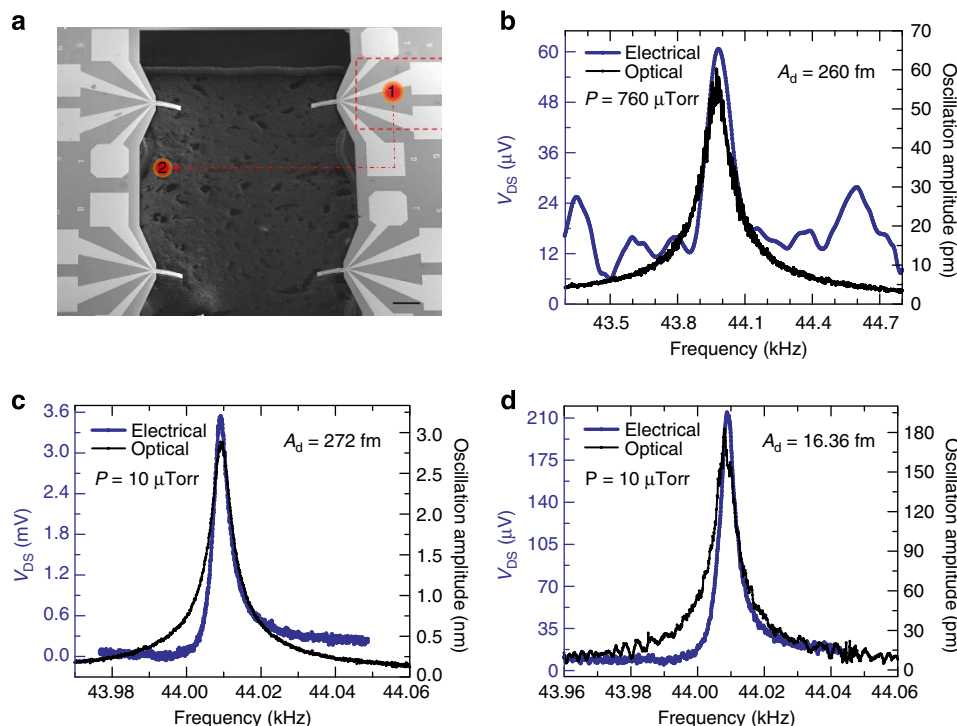 a
1
2
b
Electrical
Optical
P = 760 μTorr
A_d = 260 fm
V_DS (μV)
60
48
36
24
12
0
Oscillation amplitude (pm)
70
60
50
40
30
20
10
0
43.5 43.8 44.1 44.4 44.7
Frequency (kHz)
c
Electrical
Optical
P = 10 μTorr
A_d = 272 fm
V_DS (mV)
3.6
3.0
2.4
1.8
1.2
0.6
0.0
Oscillation amplitude (nm)
3.0
2.5
2.0
1.5
1.0
0.5
0.0
43.98 44.00 44.02 44.04 44.06
Frequency (kHz)
d
Electrical
Optical
P = 10 μTorr
A_d = 16.36 fm
V_DS (μV)
210
175
140
105
70
35
0
Oscillation amplitude (pm)
180
150
120
90
60
30
0
43.96 43.98 44.00 44.02 44.04 44.06
Frequency (kHz)